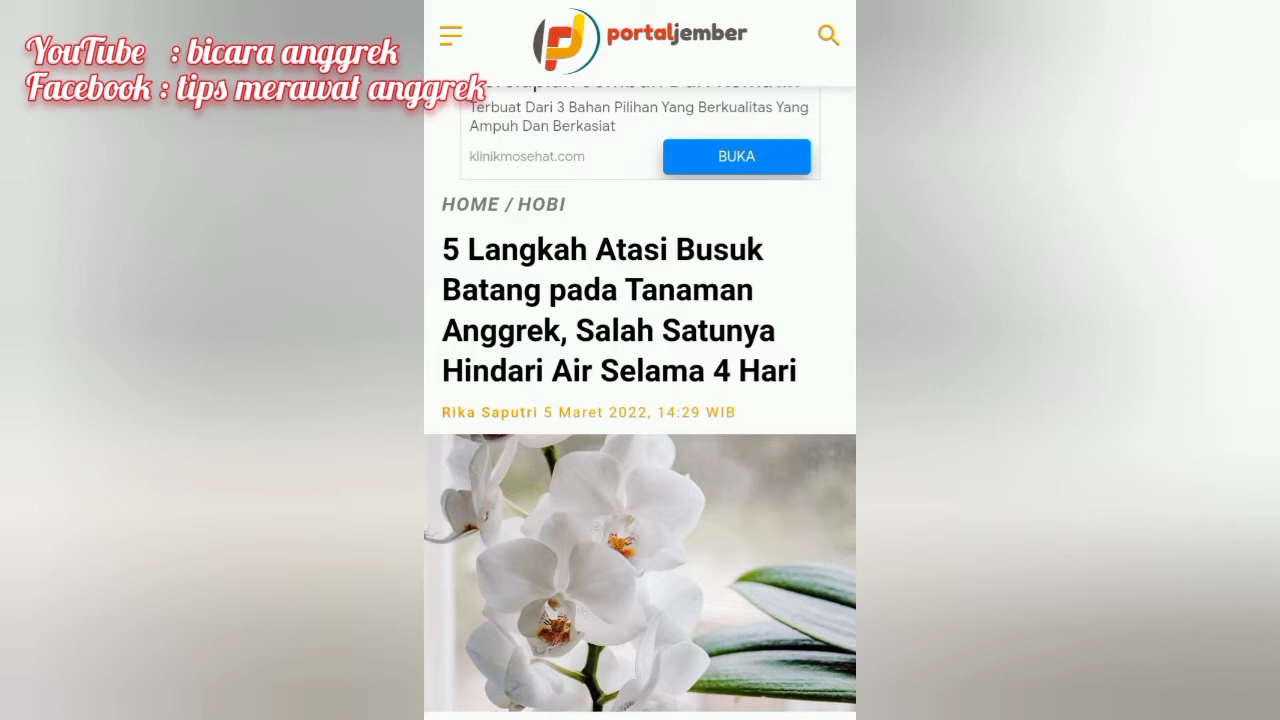 YouTube : bicara anggrek
Facebook : tips merawat anggrek
portaljember
Terbuat Dari 3 Bahan Pilihan Yang Berkualitas Yang
Ampuh Dan Berkasiat
klinikmosehat.com
BUKA
HOME / HOBI
5 Langkah Atasi Busuk
Batang pada Tanaman
Anggrek, Salah Satunya
Hindari Air Selama 4 Hari
Rika Saputri 5 Maret 2022, 14:29 WIB